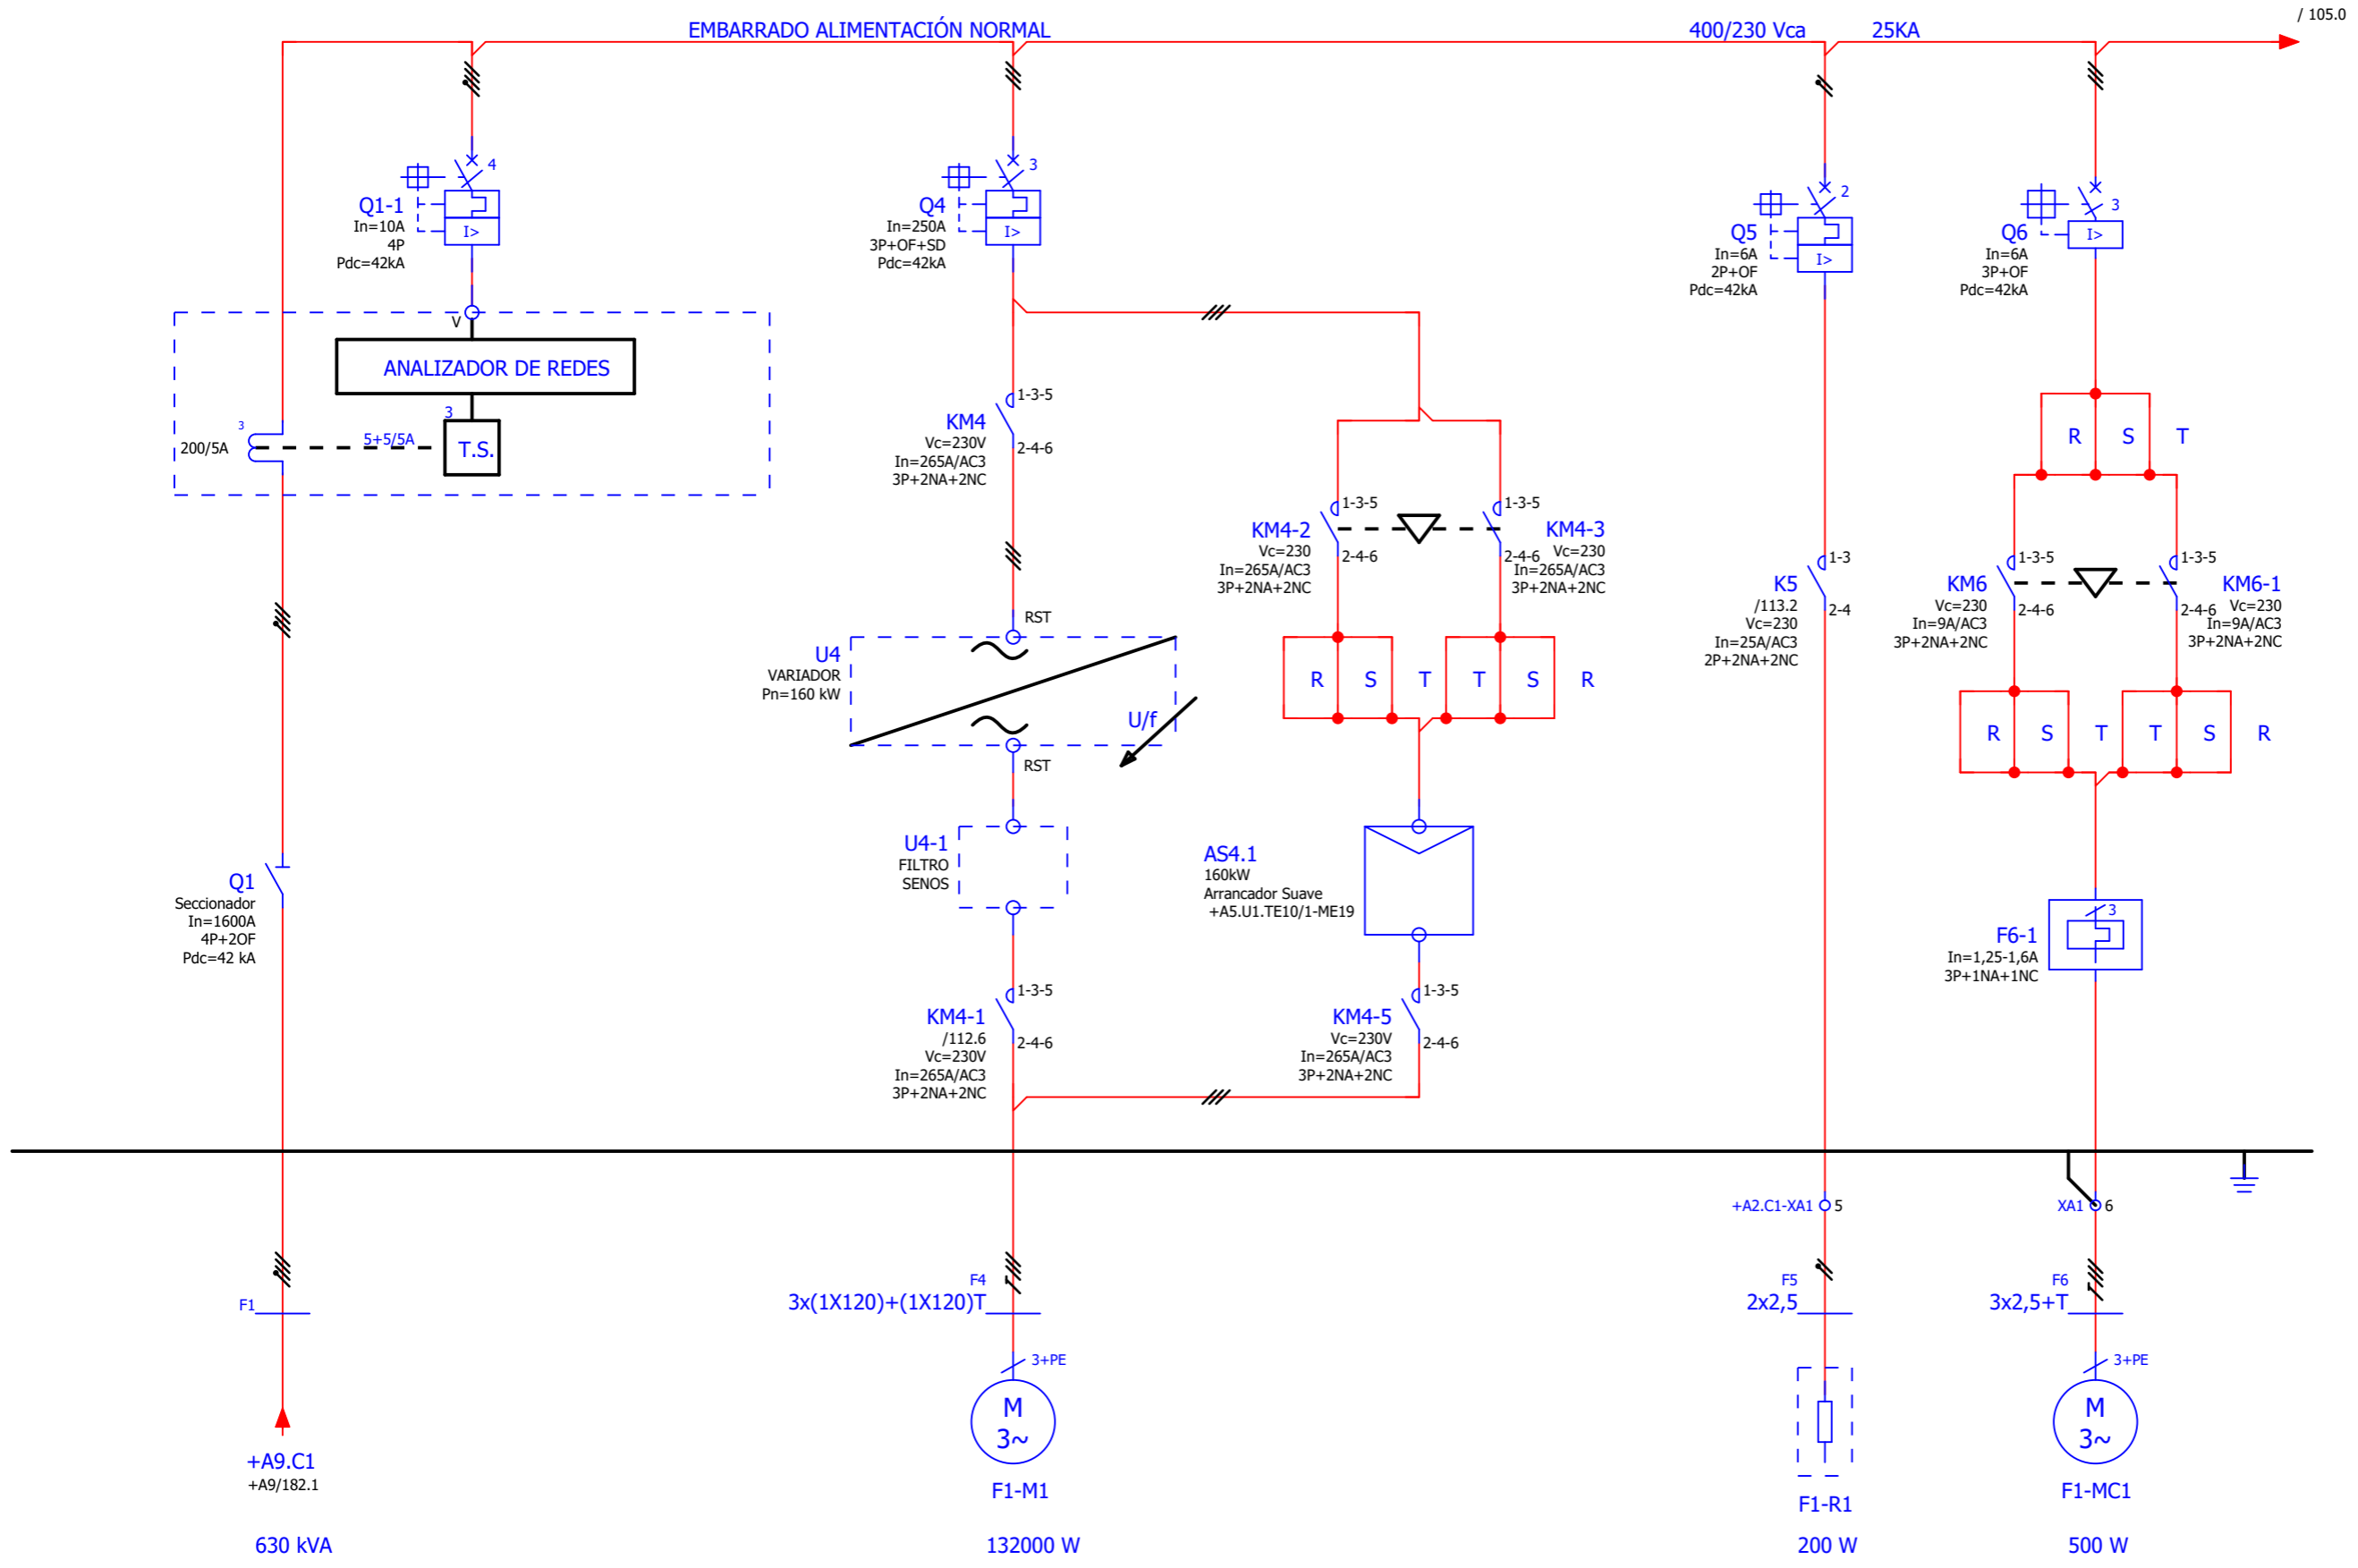 / 105.0
EMBARRADO ALIMENTACIÓN NORMAL
400/230 Vca
25KA
4
Q1-1
In=10A
4P
Pdc=42kA
I>
V
ANALIZADOR DE REDES
3
200/5A
5+5/5A
3
T.S.
Q1
Seccionador
In=1600A
4P+2OF
Pdc=42 kA
F1
+A9.C1
+A9/182.1
630 kVA
3
Q4
In=250A
3P+OF+SD
Pdc=42kA
I>
1-3-5
KM4
Vc=230V
In=265A/AC3
3P+2NA+2NC
2-4-6
RST
U4
VARIADOR
Pn=160 kW
U/f
RST
U4-1
FILTRO
SENOS
1-3-5
KM4-1
/112.6
Vc=230V
In=265A/AC3
3P+2NA+2NC
2-4-6
F4
3x(1X120)+(1X120)T
3+PE
M
3~
F1-M1
132000 W
1-3-5
KM4-2
Vc=230
In=265A/AC3
3P+2NA+2NC
2-4-6
1-3-5
KM4-3
Vc=230
In=265A/AC3
3P+2NA+2NC
2-4-6
R S T T S R
AS4.1
160kW
Arrancador Suave
+A5.U1.TE10/1-ME19
1-3-5
KM4-5
Vc=230V
In=265A/AC3
3P+2NA+2NC
2-4-6
2
Q5
In=6A
2P+OF
Pdc=42kA
I>
1-3
K5
/113.2
Vc=230
In=25A/AC3
2P+2NA+2NC
2-4
+A2.C1-XA1 5
F5
2x2,5
F1-R1
200 W
3
Q6
In=6A
3P+OF
Pdc=42kA
I>
R S T
1-3-5
KM6
Vc=230
In=9A/AC3
3P+2NA+2NC
2-4-6
1-3-5
KM6-1
Vc=230
In=9A/AC3
3P+2NA+2NC
2-4-6
R S T T S R
3
F6-1
In=1,25-1,6A
3P+1NA+1NC
XA1 6
F6
3x2,5+T
3+PE
M
3~
F1-MC1
500 W